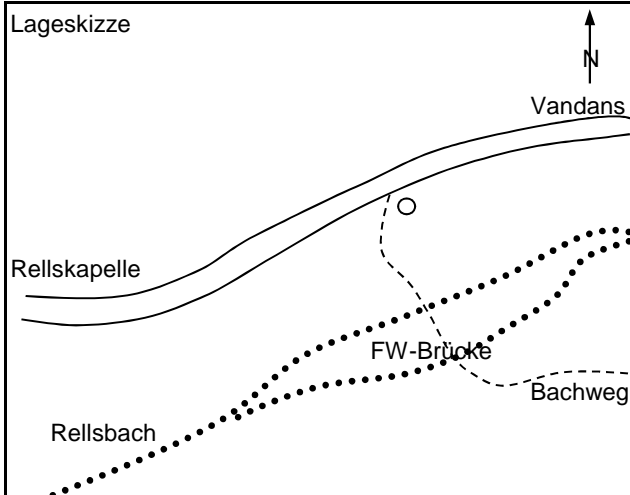 Lageskizze
N
Vandans
Rellskapelle
FW-Brücke
Bachweg
Rellsbach